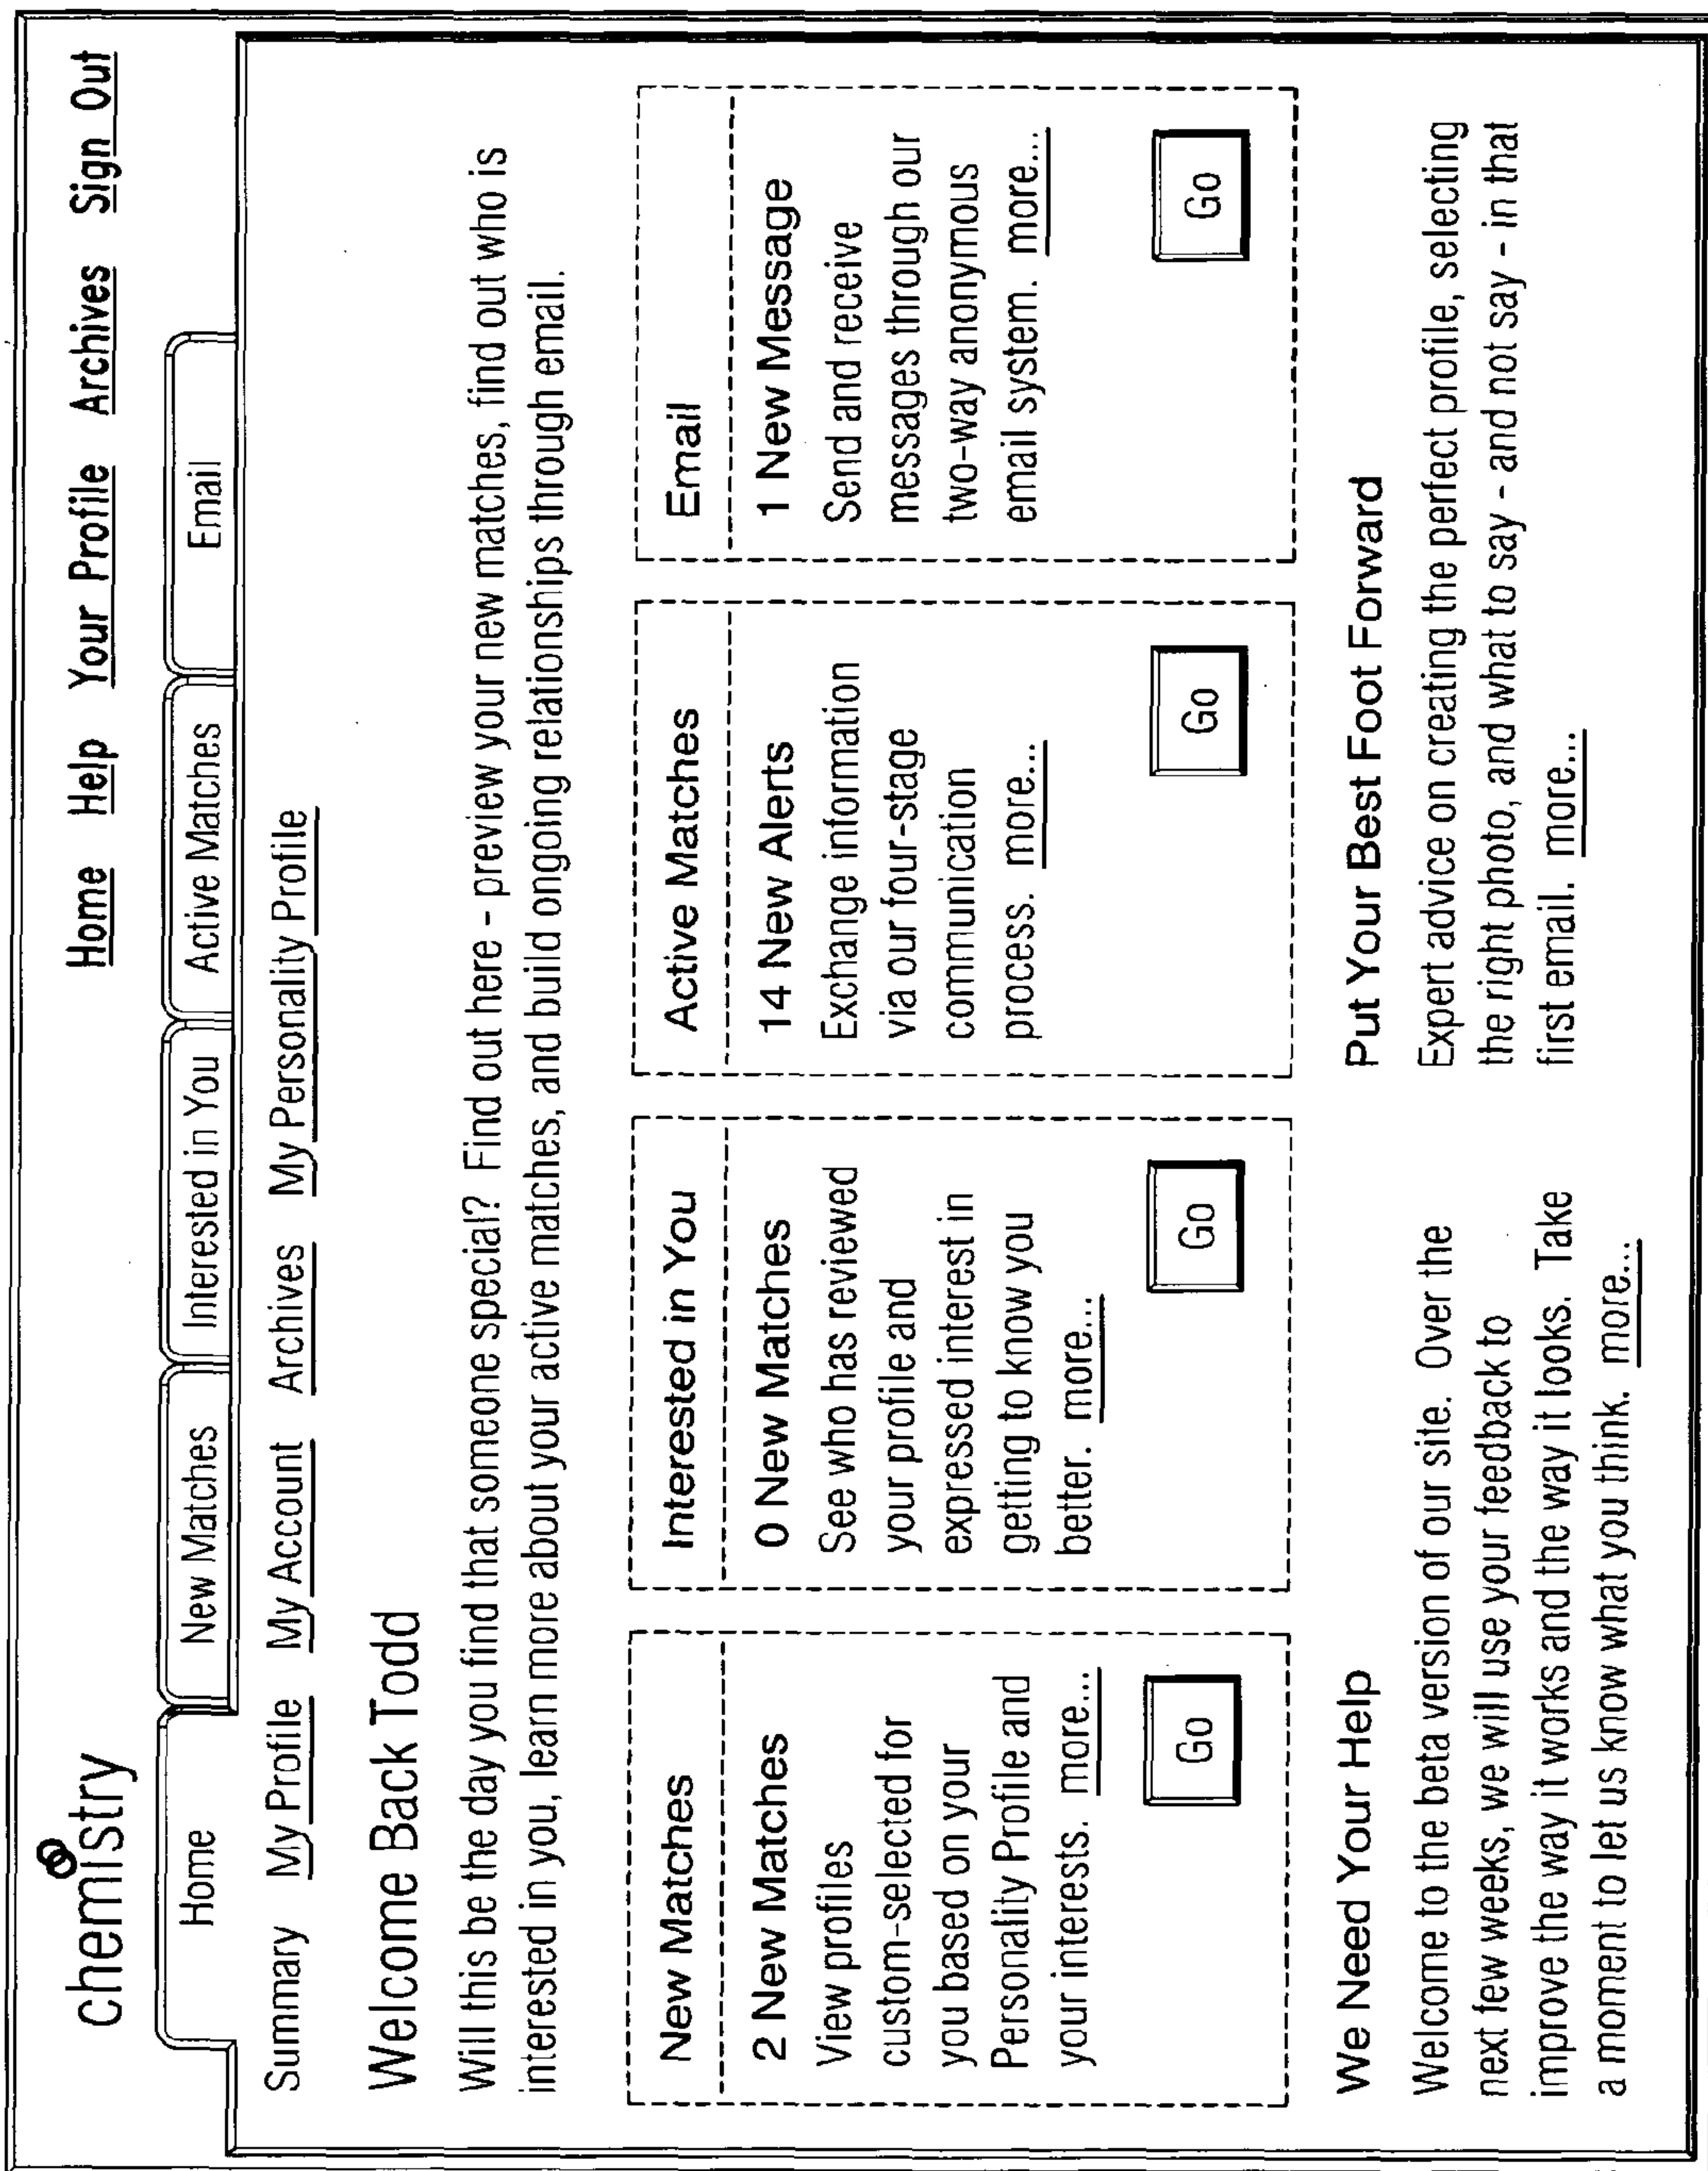 chemistry
Home Help Your Profile Archives Sign Out
Home New Matches Interested in You Active Matches Email
Summary My Profile My Account Archives My Personality Profile
Welcome Back Todd
Will this be the day you find that someone special? Find out here - preview your new matches, find out who is
interested in you, learn more about your active matches, and build ongoing relationships through email.
New Matches
2 New Matches
View profiles
custom-selected for
you based on your
Personality Profile and
your interests. more...
Go
Interested in You
0 New Matches
See who has reviewed
your profile and
expressed interest in
getting to know you
better. more...
Go
Active Matches
14 New Alerts
Exchange information
via our four-stage
communication
process. more...
Go
Email
1 New Message
Send and receive
messages through our
two-way anonymous
email system. more...
Go
We Need Your Help
Welcome to the beta version of our site. Over the
next few weeks, we will use your feedback to
improve the way it works and the way it looks. Take
a moment to let us know what you think. more...
Put Your Best Foot Forward
Expert advice on creating the perfect profile, selecting
the right photo, and what to say - and not say - in that
first email. more...